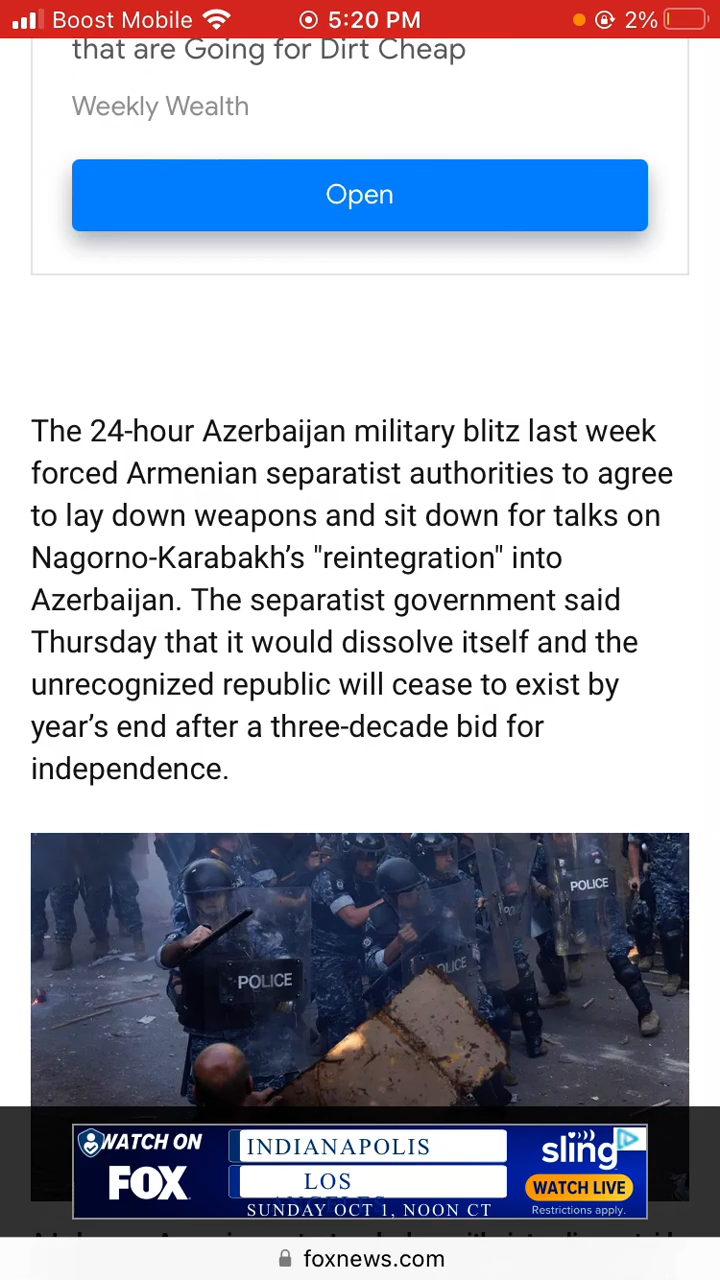 Boost Mobile 5:20 PM 2%
that are Going for Dirt Cheap
Weekly Wealth
Open
The 24-hour Azerbaijan military blitz last week
forced Armenian separatist authorities to agree
to lay down weapons and sit down for talks on
Nagorno-Karabakh’s "reintegration" into
Azerbaijan. The separatist government said
Thursday that it would dissolve itself and the
unrecognized republic will cease to exist by
year’s end after a three-decade bid for
independence.
POLICE
POLICE
WATCH ON
FOX
INDIANAPOLIS
LOS
ANGELES
SUNDAY OCT 1, NOON CT
sling
WATCH LIVE
Restrictions apply.
foxnews.com